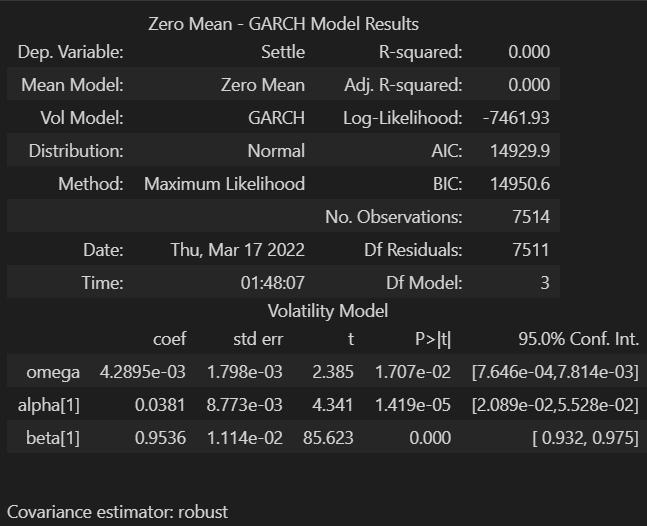 Zero Mean - GARCH Model Results
Dep. Variable: Settle R-squared: 0.000
Mean Model: Zero Mean Adj. R-squared: 0.000
Vol Model: GARCH Log-Likelihood: -7461.93
Distribution: Normal AIC: 14929.9
Method: Maximum Likelihood BIC: 14950.6
No. Observations: 7514
Date: Thu, Mar 17 2022 Df Residuals: 7511
Time: 01:48:07 Df Model: 3
Volatility Model
coef std err t P>|t| 95.0% Conf. Int.
omega 4.2895e-03 1.798e-03 2.385 1.707e-02 [7.646e-04,7.814e-03]
alpha[1] 0.0381 8.773e-03 4.341 1.419e-05 [2.089e-02,5.528e-02]
beta[1] 0.9536 1.114e-02 85.623 0.000 [ 0.932, 0.975]
Covariance estimator: robust